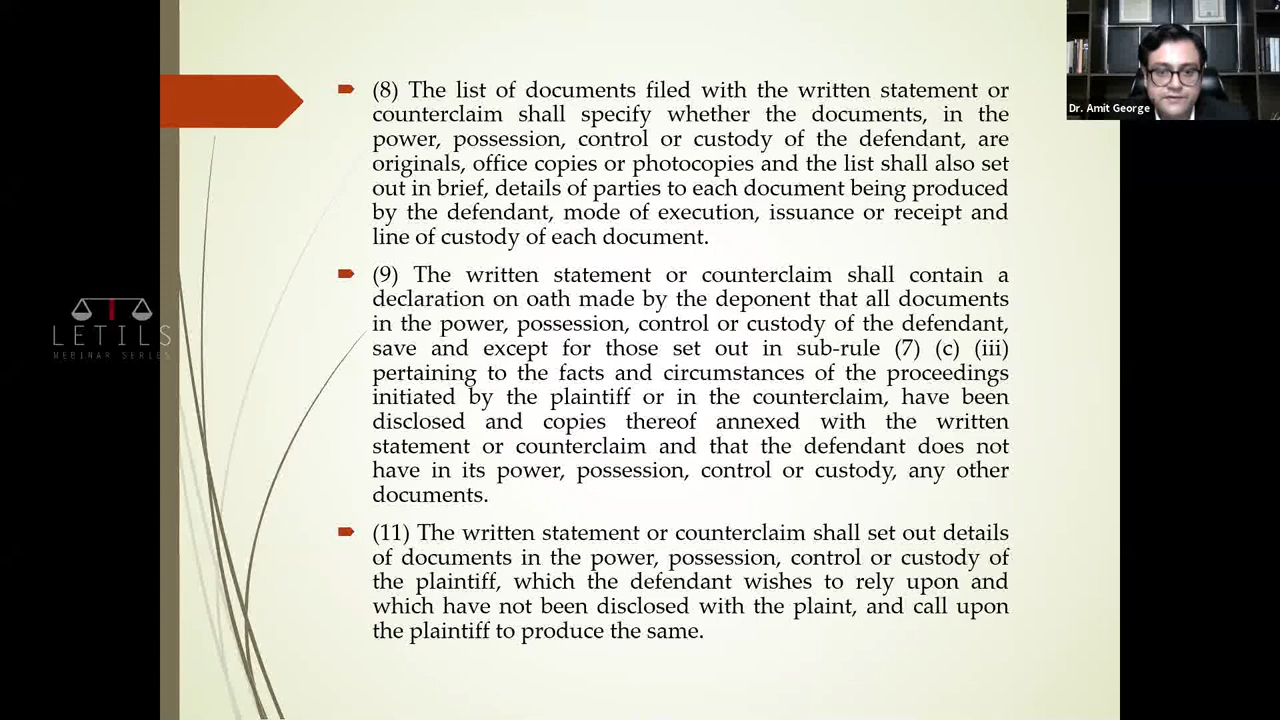 (8) The list of documents filed with the written statement or
counterclaim shall specify whether the documents, in the
power, possession, control or custody of the defendant, are
originals, office copies or photocopies and the list shall also set
out in brief, details of parties to each document being produced
by the defendant, mode of execution, issuance or receipt and
line of custody of each document.
(9) The written statement or counterclaim shall contain a
declaration on oath made by the deponent that all documents
in the power, possession, control or custody of the defendant,
save and except for those set out in sub-rule (7) (c) (iii)
pertaining to the facts and circumstances of the proceedings
initiated by the plaintiff or in the counterclaim, have been
disclosed and copies thereof annexed with the written
statement or counterclaim and that the defendant does not
have in its power, possession, control or custody, any other
documents.
(11) The written statement or counterclaim shall set out details
of documents in the power, possession, control or custody of
the plaintiff, which the defendant wishes to rely upon and
which have not been disclosed with the plaint, and call upon
the plaintiff to produce the same.
Dr. Amit George
LETILS
WEBINAR SERIES